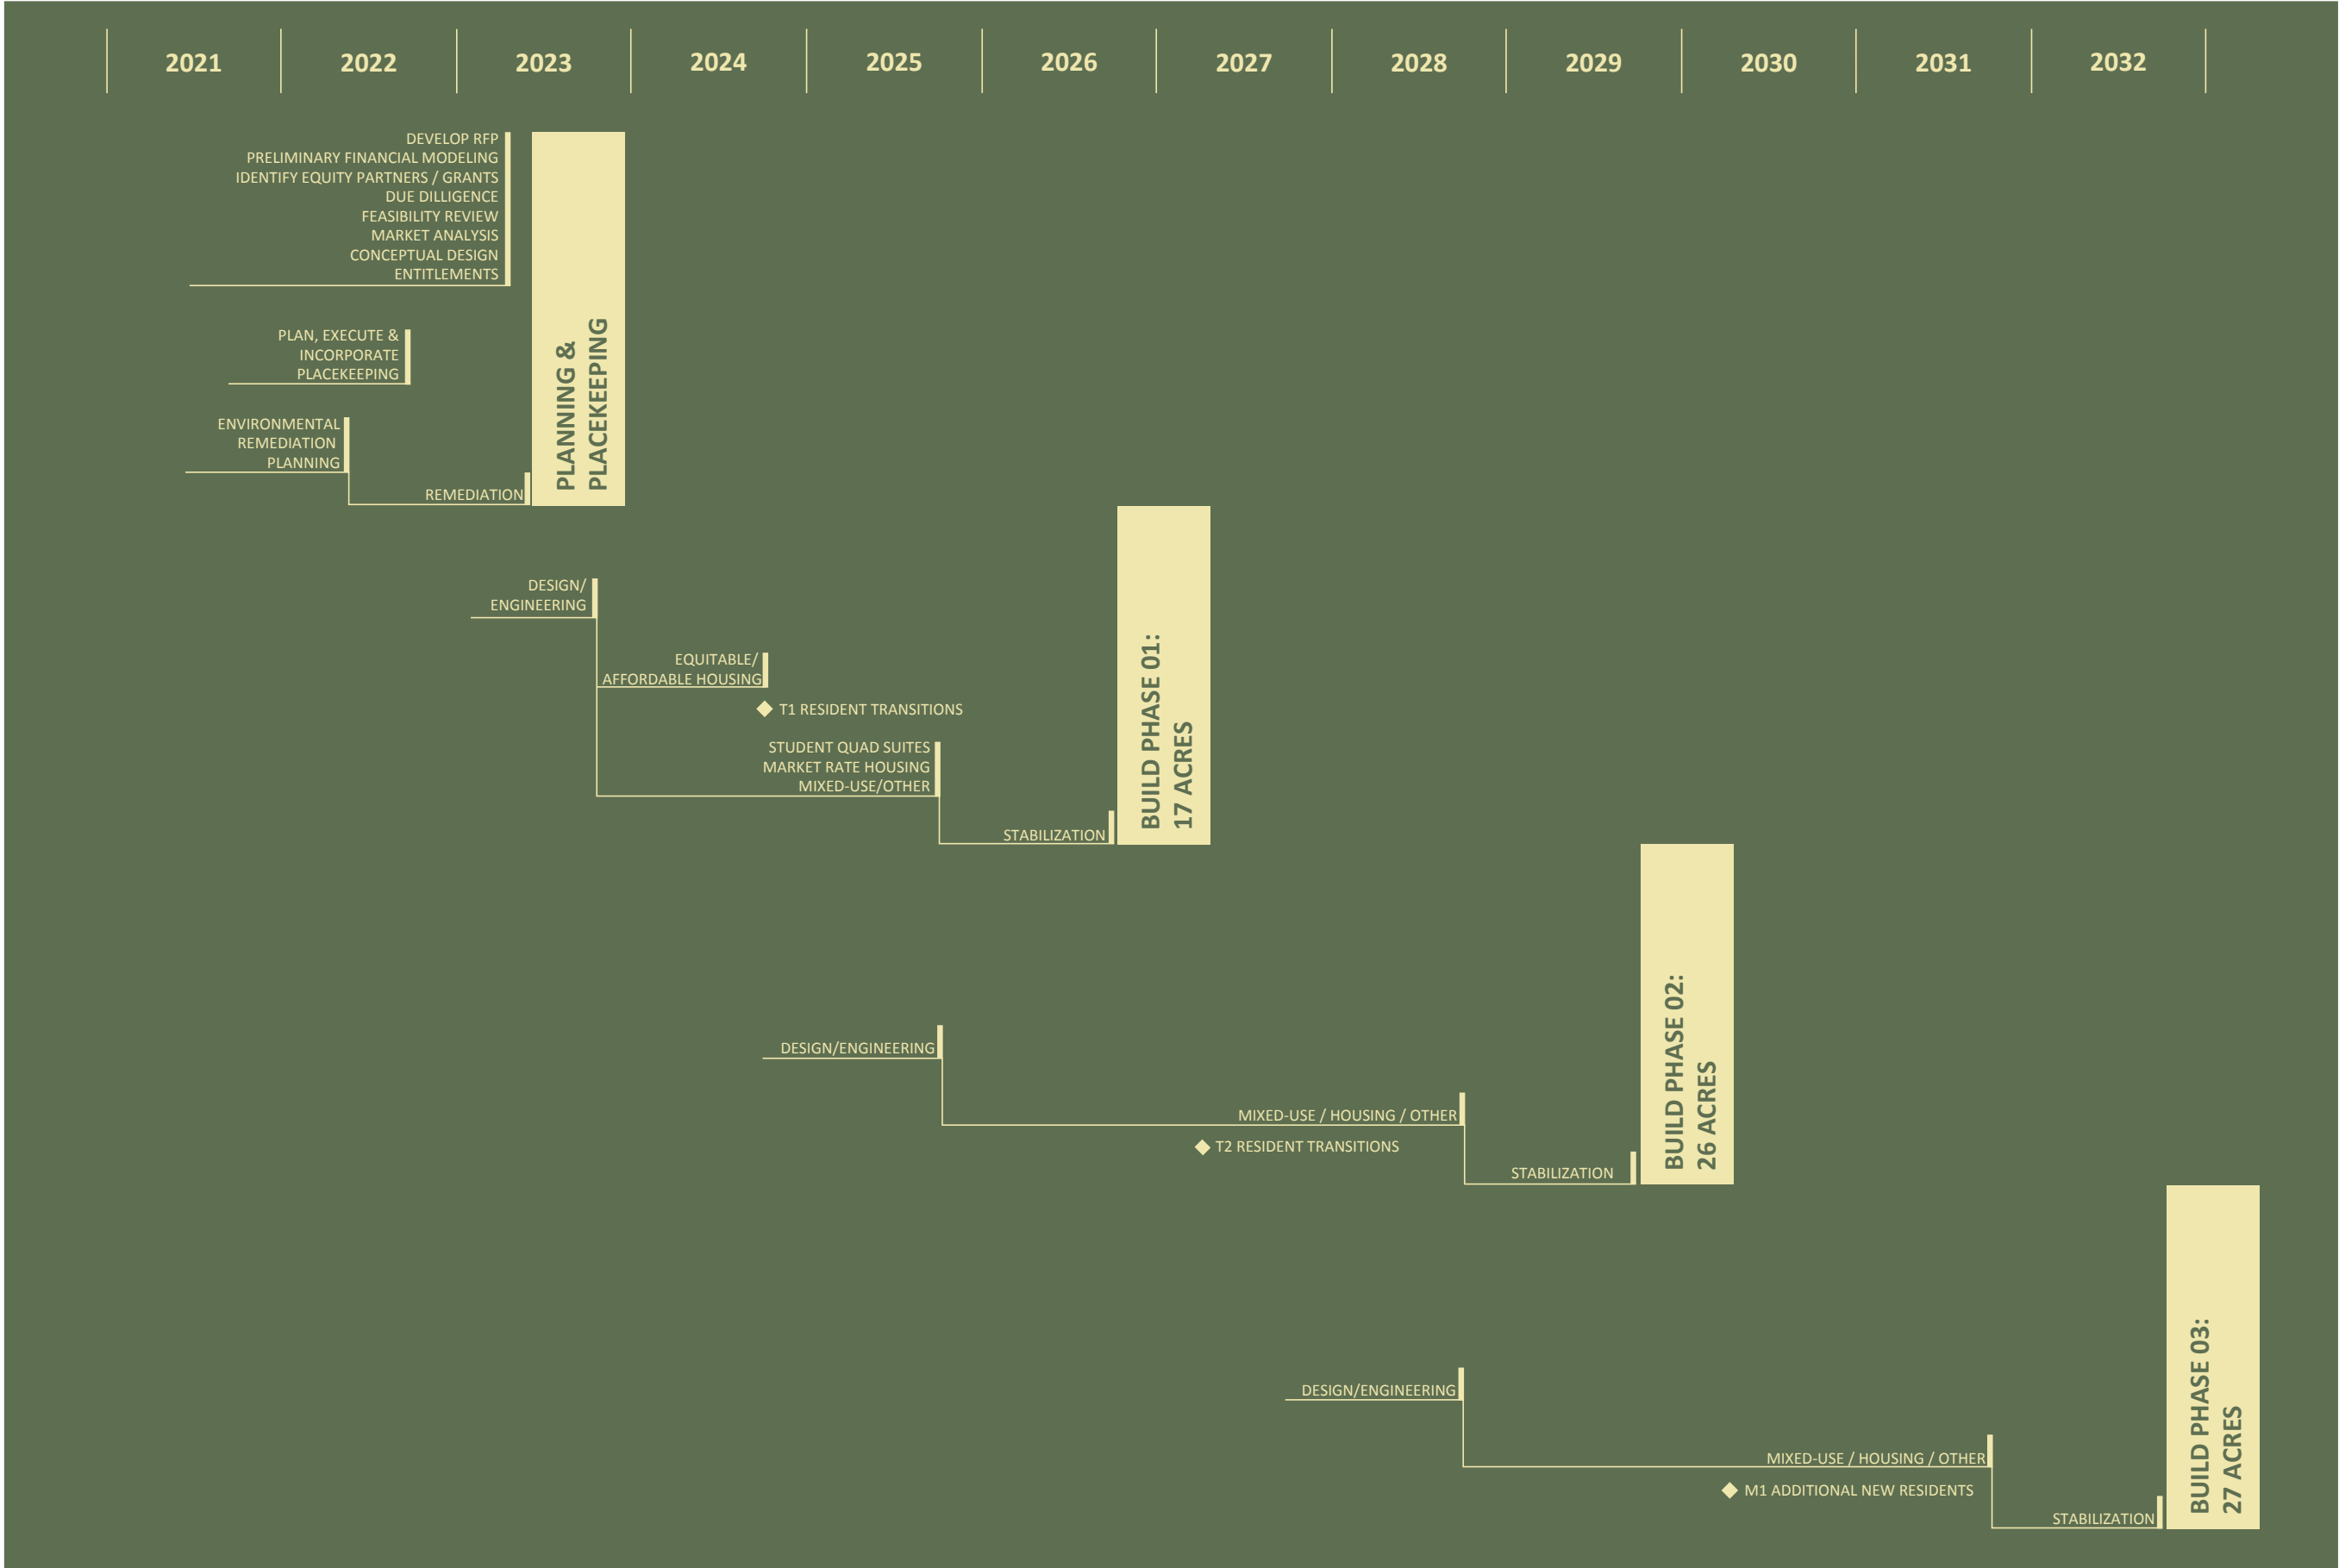 2021 2022 2023 2024 2025 2026 2027 2028 2029 2030 2031 2032
DEVELOP RFP
PRELIMINARY FINANCIAL MODELING
IDENTIFY EQUITY PARTNERS / GRANTS
DUE DILLIGENCE
FEASIBILITY REVIEW
MARKET ANALYSIS
CONCEPTUAL DESIGN
ENTITLEMENTS
PLAN, EXECUTE &
INCORPORATE
PLACEKEEPING
ENVIRONMENTAL
REMEDIATION
PLANNING
REMEDIATION
PLANNING &
PLACEKEEPING
DESIGN/
ENGINEERING
EQUITABLE/
AFFORDABLE HOUSING
T1 RESIDENT TRANSITIONS
STUDENT QUAD SUITES
MARKET RATE HOUSING
MIXED-USE/OTHER
STABILIZATION
BUILD PHASE 01:
17 ACRES
DESIGN/ENGINEERING
MIXED-USE / HOUSING / OTHER
T2 RESIDENT TRANSITIONS
STABILIZATION
BUILD PHASE 02:
26 ACRES
DESIGN/ENGINEERING
MIXED-USE / HOUSING / OTHER
M1 ADDITIONAL NEW RESIDENTS
STABILIZATION
BUILD PHASE 03:
27 ACRES